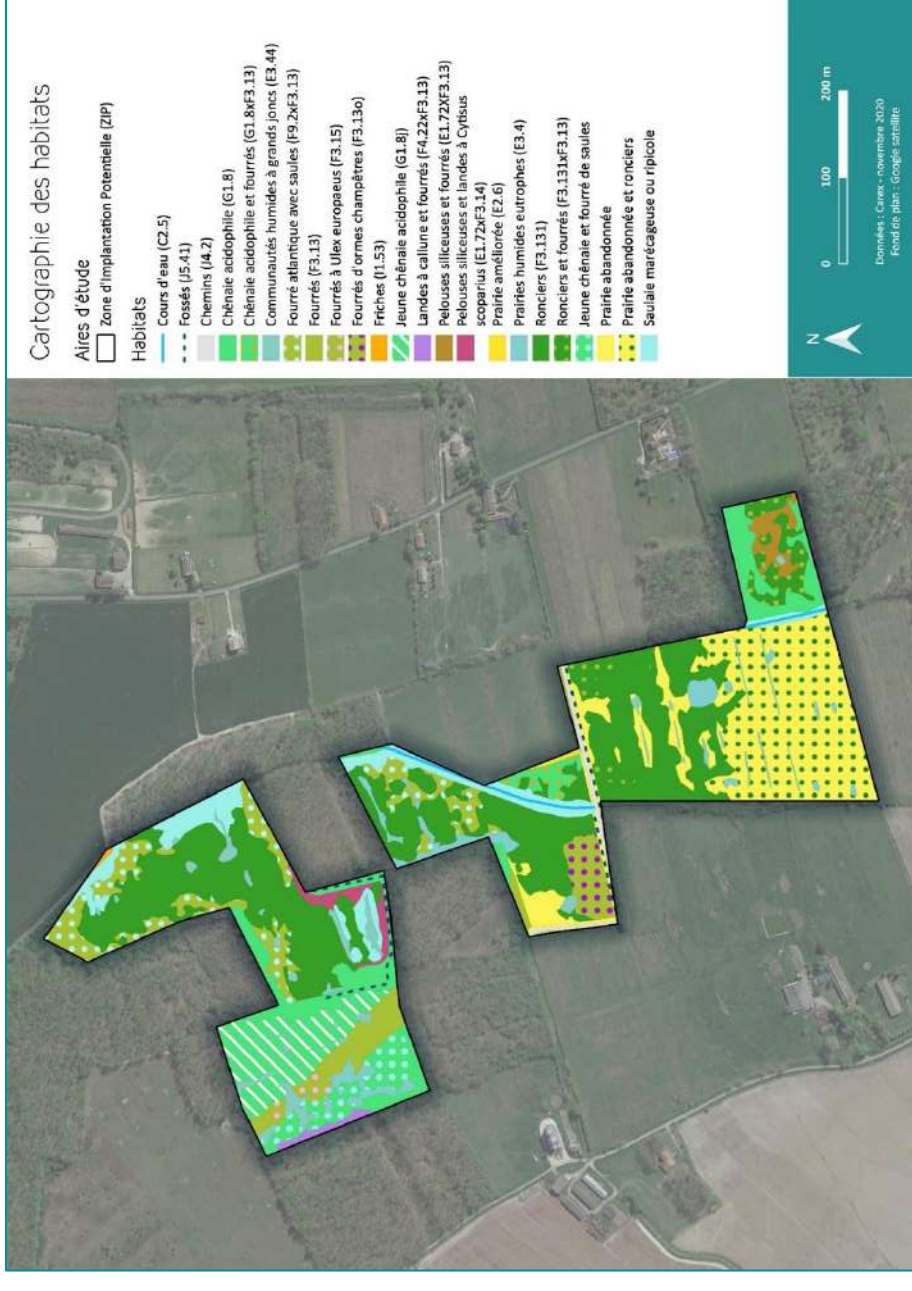 Cartographie des habitats
Aires d'étude
Zone d'Implantation Potentielle (ZIP)
Habitats
Cours d'eau (C2.5)
Fossés (J5.41)
Chemins (J4.2)
Chênaie acidophile (G1.8)
Chênaie acidophile et fourrés (G1.8xF3.13)
Communautés humides à grands joncs (E3.44)
Fourré atlantique avec saules (F9.2xF3.13)
Fourrés (F3.13)
Fourrés à Ulex europaeus (F3.15)
Fourrés d'ormes champêtres (F3.13o)
Friches (I1.53)
Jeune chênaie acidophile (G1.8j)
Landes à callune et fourrés (F4.22xF3.13)
Pelouses siliceuses et fourrés (E1.72XF3.13)
Pelouses siliceuses et landes à Cytisus
scoparius (E1.72xF3.14)
Prairie améliorée (E2.6)
Prairies humides eutrophes (E3.4)
Ronciers (F3.131)
Ronciers et fourrés (F3.131xF3.13)
Jeune chênaie et fourré de saules
Prairie abandonnée
Prairie abandonnée et ronciers
Saulaie marécageuse ou ripicole
N
0 100 200 m
Données : Carex - novembre 2020
Fond de plan : Google satellite